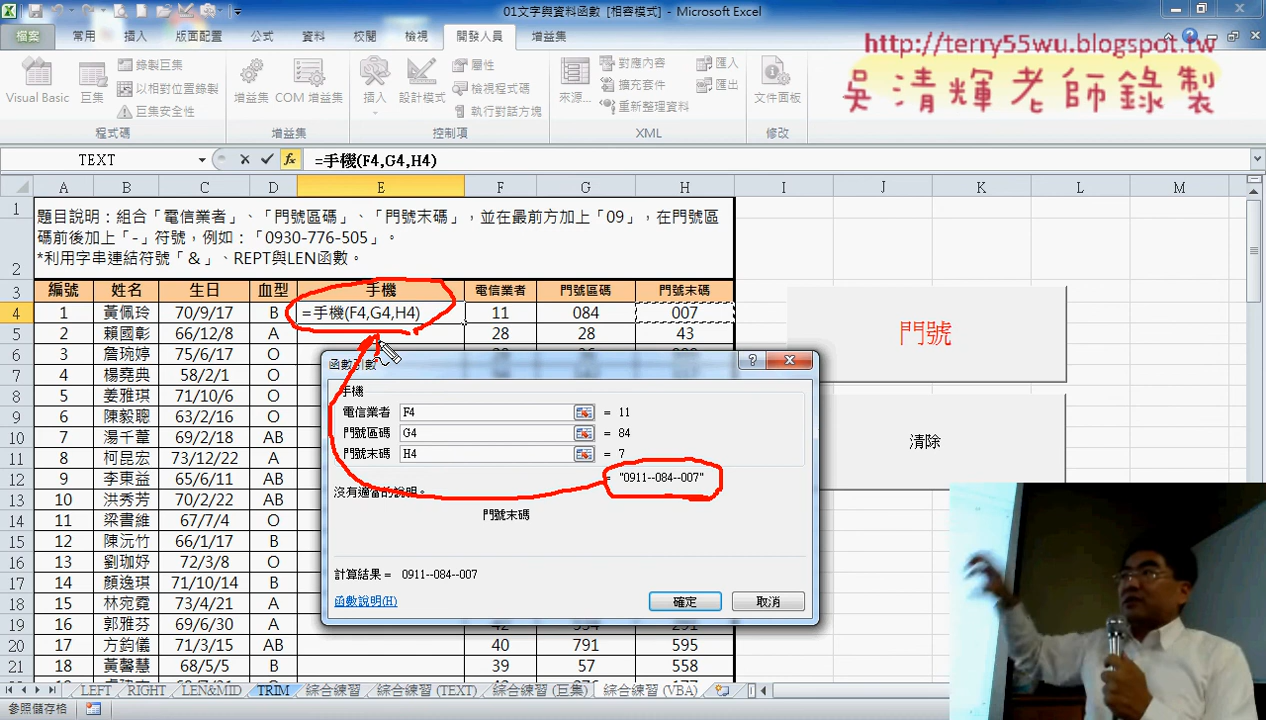 01文字與資料函數 [相容模式] - Microsoft Excel
檔案 常用 插入 版面配置 公式 資料 校閱 檢視 開發人員 增益集
http://terry55wu.blogspot.tw
吳清輝老師錄製
Visual Basic 巨集 錄製巨集 以相對位置錄製 巨集安全性 增益集 COM 增益集 插入 設計模式 屬性 檢視程式碼 執行對話方塊 來源... 對應內容 擴充套件 重新整理資料 匯入 匯出 文件面板
程式碼 增益集 控制項 XML 修改
TEXT =手機(F4,G4,H4)
A B C D E F G H I J K L M
1 題目說明：組合「電信業者」、「門號區碼」、「門號末碼」，並在最前方加上「09」，在門號區
碼前後加上「-」符號，例如：「0930-776-505」。
2 *利用字串連結符號「&」、REPT與LEN函數。
3 編號 姓名 生日 血型 手機 電信業者 門號區碼 門號末碼
4 1 黃佩玲 70/9/17 B =手機(F4,G4,H4) 11 084 007
5 2 賴國彰 66/12/8 A 28 28 43
6 3 詹琬婷 75/6/17 O
7 4 楊堯典 58/2/1 O
8 5 姜雅琪 71/10/6 O
9 6 陳毅聰 63/2/16 O
10 7 湯千葦 69/2/18 AB
11 8 柯昆宏 73/12/22 A
12 9 李東益 65/6/11 AB
13 10 洪秀芳 70/2/22 AB
14 11 梁書維 67/7/4 O
15 12 陳沅竹 66/1/17 B
16 13 劉珈妤 72/3/8 O
17 14 顏逸琪 71/10/14 B
18 15 林宛霓 73/4/21 A
19 16 郭雅芬 69/6/30 A
20 17 方鈞儀 71/3/15 AB 40 791 595
21 18 黃馨慧 68/5/5 B 39 57 558
門號
清除
函數引數
手機
電信業者 F4 = 11
門號區碼 G4 = 84
門號末碼 H4 = 7
= "0911--084--007"
沒有適當的說明。
門號末碼
計算結果 = 0911--084--007
函數說明(H) 確定 取消
LEFT RIGHT LEN&MID TRIM 綜合練習 綜合練習 (TEXT) 綜合練習 (巨集) 綜合練習 (VBA)
參照儲存格